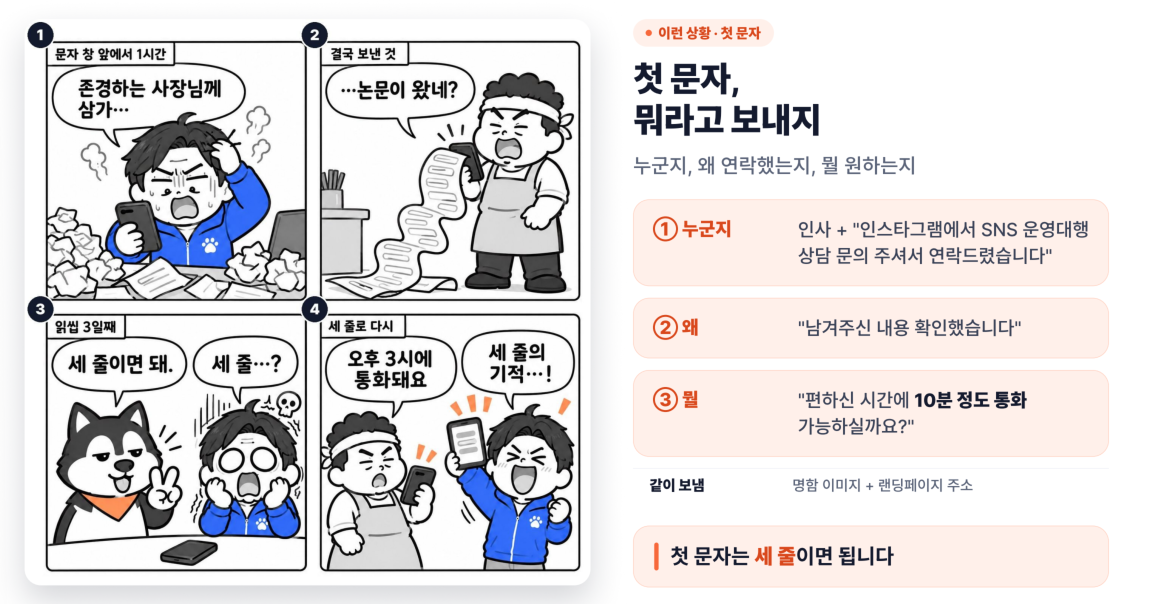 1
문자 창 앞에서 1시간
존경하는 사장님께
삼가…
2
결국 보낸 것
…논문이 왔네?
3
읽씹 3일째
세 줄이면 돼.
세 줄…?
4
세 줄로 다시
오후 3시에
통화돼요
세 줄의
기적…!
이런 상황 · 첫 문자
첫 문자,
뭐라고 보내지
누군지, 왜 연락했는지, 뭘 원하는지
① 누군지
인사 + "인스타그램에서 SNS 운영대행
상담 문의 주셔서 연락드렸습니다"
② 왜
"남겨주신 내용 확인했습니다"
③ 뭘
"편하신 시간에 10분 정도 통화
가능하실까요?"
같이 보냄
명함 이미지 + 랜딩페이지 주소
첫 문자는 세 줄이면 됩니다